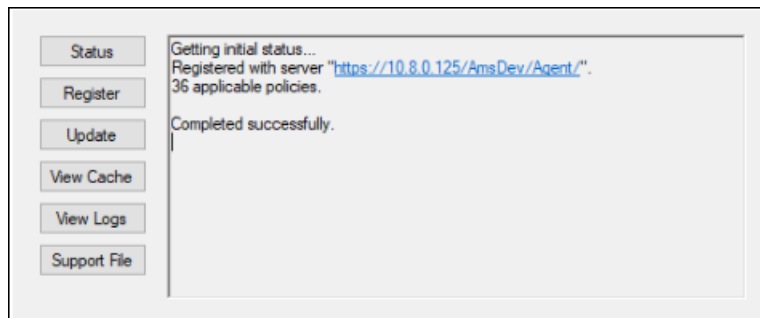 Status
Register
Update
View Cache
View Logs
Support File
Getting initial status...
Registered with server "https://10.8.0.125/AmsDev/Agent/".
36 applicable policies.
Completed successfully.